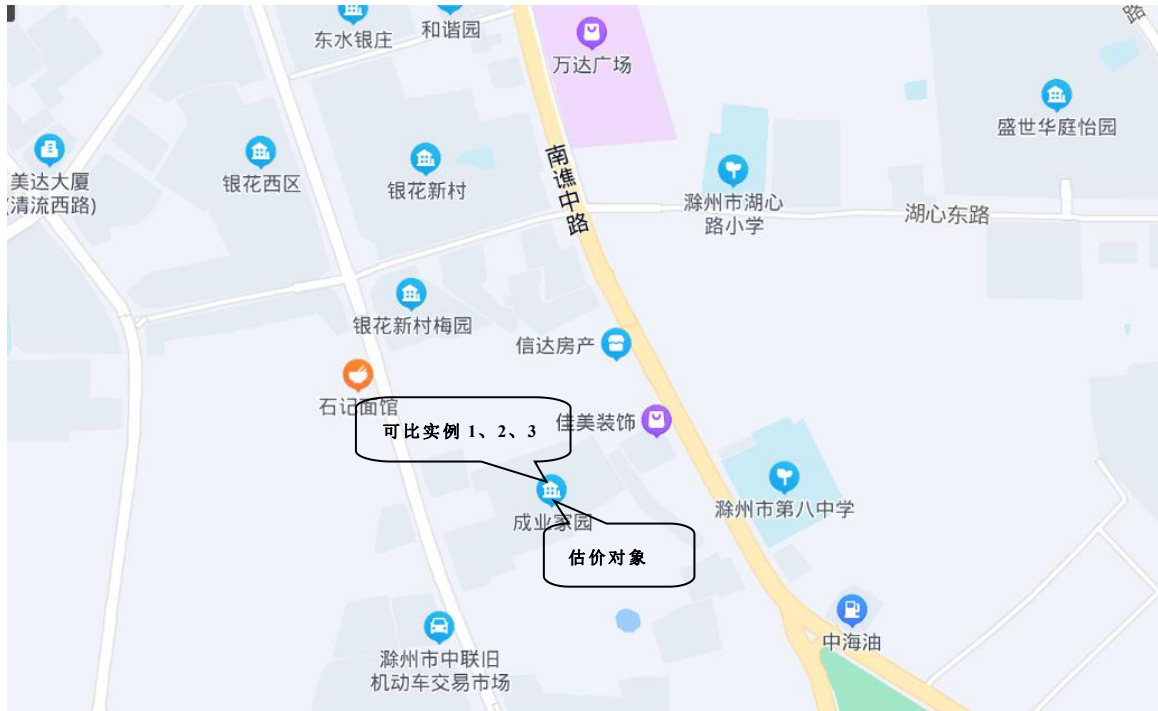 路
东水银庄
和谐园
万达广场
盛世华庭怡园
美达大厦
(清流西路)
银花西区
银花新村
南谯中路
滁州市湖心
路小学
湖心东路
银花新村梅园
信达房产
石记面馆
佳美装饰
可比实例 1、2、3
成业家园
滁州市第八中学
估价对象
中海油
滁州市中联旧
机动车交易市场